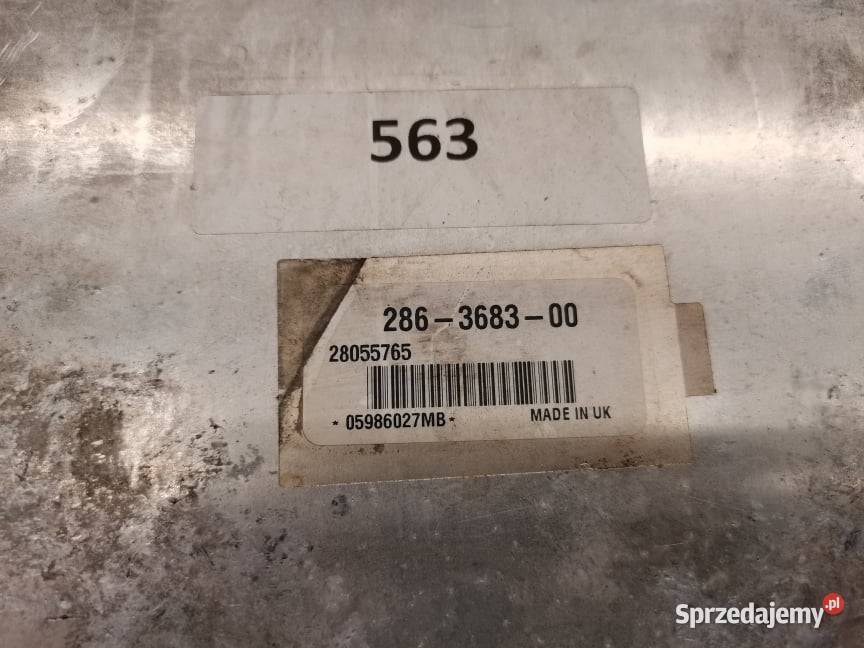 563
286-3683-00
28055765
* 05986027MB *
MADE IN UK
Sprzedajemy.pl